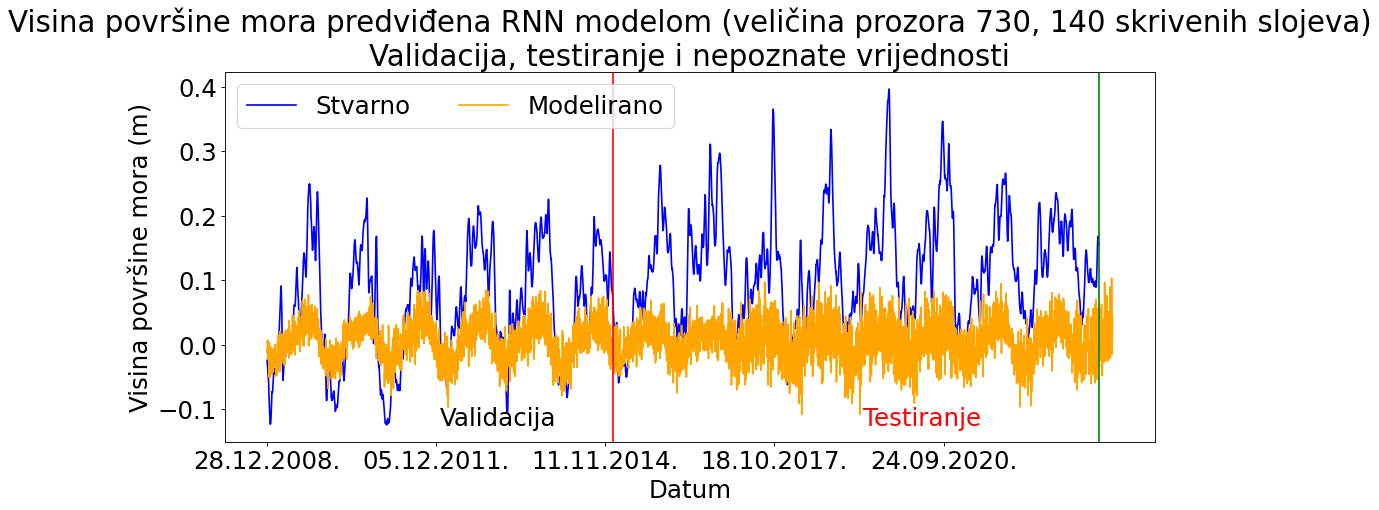 Visina površine mora predviđena RNN modelom (veličina prozora 730, 140 skrivenih slojeva)
Validacija, testiranje i nepoznate vrijednosti
Stvarno
Modelirano
Visina površine mora (m)
0.4
0.3
0.2
0.1
0.0
−0.1
Validacija
Testiranje
28.12.2008.
05.12.2011.
11.11.2014.
18.10.2017.
24.09.2020.
Datum